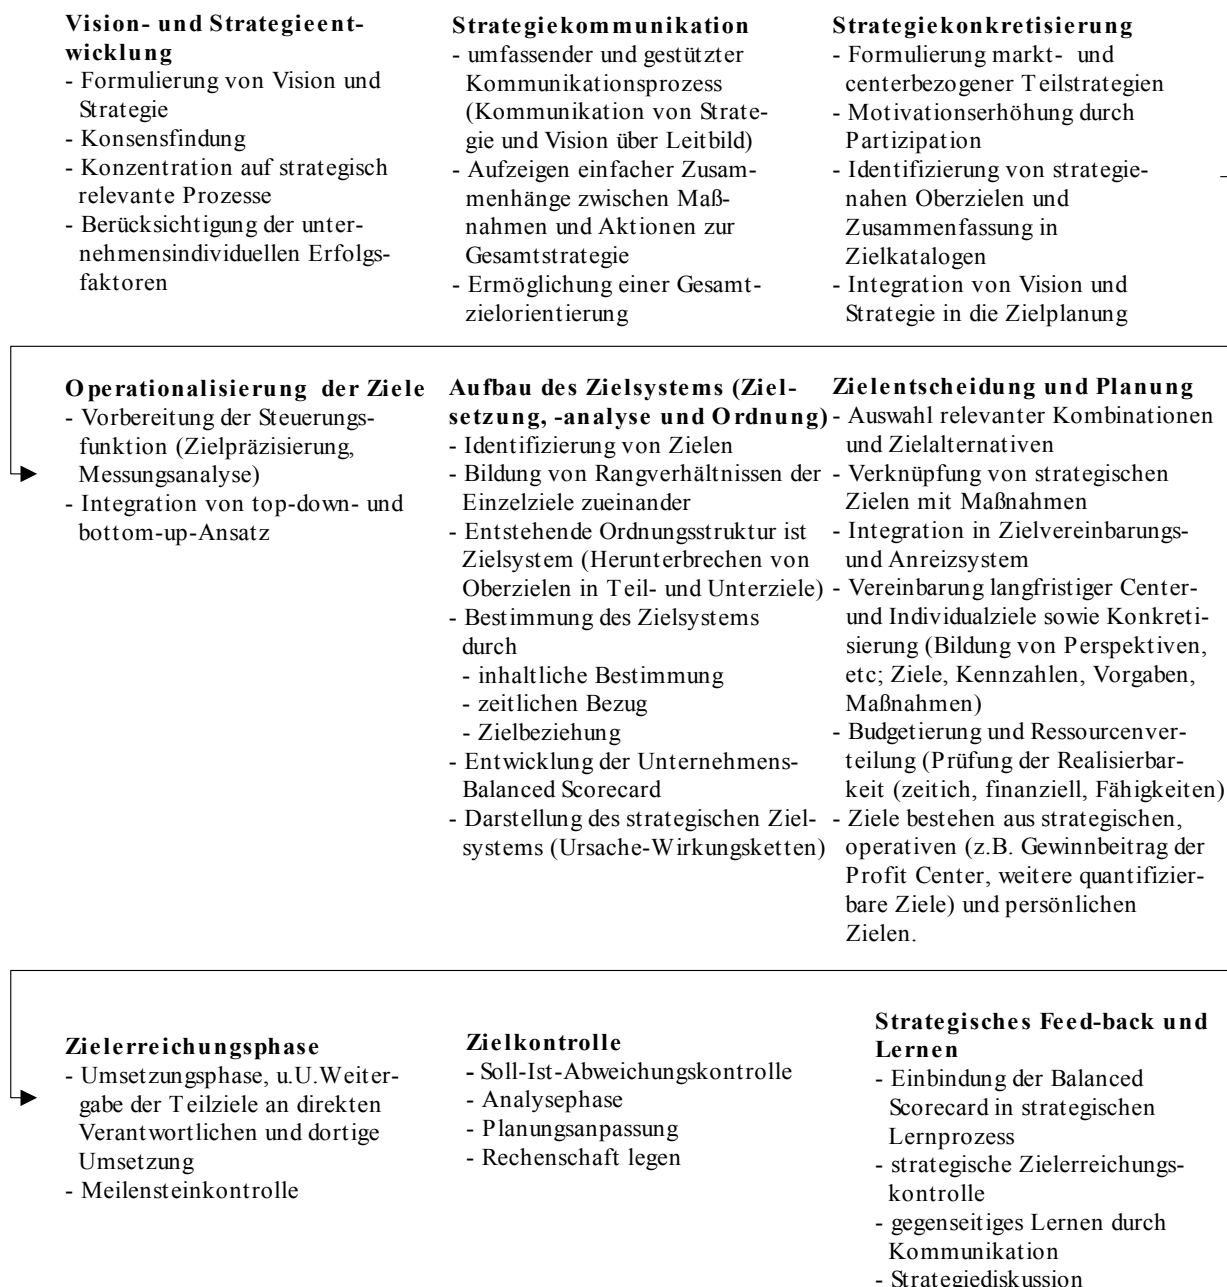 Vision- und Strategieent-
wicklung
- Formulierung von Vision und
Strategie
- Konsensfindung
- Konzentration auf strategisch
relevante Prozesse
- Berücksichtigung der unter-
nehmensindividuellen Erfolgs-
faktoren
Strategiekommunikation
- umfassender und gestützter
Kommunikationsprozess
(Kommunikation von Strate-
gie und Vision über Leitbild)
- Aufzeigen einfacher Zusam-
menhänge zwischen Maß-
nahmen und Aktionen zur
Gesamtstrategie
- Ermöglichung einer Gesamt-
zielorientierung
Strategiekonkretisierung
- Formulierung markt- und
centerbezogener Teilstrategien
- Motivationserhöhung durch
Partizipation
- Identifizierung von strategie-
nahen Oberzielen und
Zusammenfassung in
Zielkatalogen
- Integration von Vision und
Strategie in die Zielplanung
Operationalisierung der Ziele
- Vorbereitung der Steuerungs-
funktion (Zielpräzisierung,
Messungsanalyse)
- Integration von top-down- und
bottom-up-Ansatz
Aufbau des Zielsystems (Ziel-
setzung, -analyse und Ordnung)
- Identifizierung von Zielen
- Bildung von Rangverhältnissen der
Einzelziele zueinander
- Entstehende Ordnungsstruktur ist
Zielsystem (Herunterbrechen von
Oberzielen in Teil- und Unterziele)
- Bestimmung des Zielsystems
durch
- inhaltliche Bestimmung
- zeitlichen Bezug
- Zielbeziehung
- Entwicklung der Unternehmens-
Balanced Scorecard
- Darstellung des strategischen Ziel-
systems (Ursache-Wirkungsketten)
Zielentscheidung und Planung
- Auswahl relevanter Kombinationen
und Zielalternativen
- Verknüpfung von strategischen
Zielen mit Maßnahmen
- Integration in Zielvereinbarungs-
und Anreizsystem
- Vereinbarung langfristiger Center-
und Individualziele sowie Konkreti-
sierung (Bildung von Perspektiven,
etc; Ziele, Kennzahlen, Vorgaben,
Maßnahmen)
- Budgetierung und Ressourcenver-
teilung (Prüfung der Realisierbar-
keit (zeitich, finanziell, Fähigkeiten)
- Ziele bestehen aus strategischen,
operativen (z.B. Gewinnbeitrag der
Profit Center, weitere quantifizier-
bare Ziele) und persönlichen
Zielen.
Zielerreichungsphase
- Umsetzungsphase, u.U.Weiter-
gabe der Teilziele an direkten
Verantwortlichen und dortige
Umsetzung
- Meilensteinkontrolle
Zielkontrolle
- Soll-Ist-Abweichungskontrolle
- Analysephase
- Planungsanpassung
- Rechenschaft legen
Strategisches Feed-back und
Lernen
- Einbindung der Balanced
Scorecard in strategischen
Lernprozess
- strategische Zielerreichungs-
kontrolle
- gegenseitiges Lernen durch
Kommunikation
- Strategiediskussion